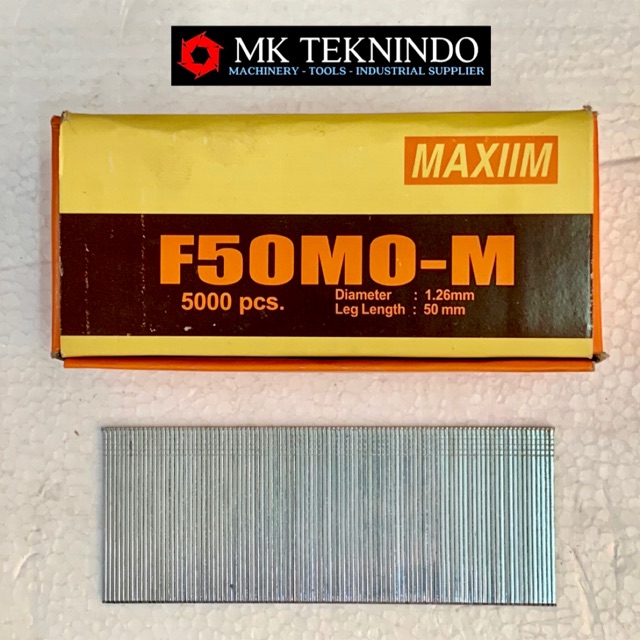 MK TEKNINDO
MACHINERY - TOOLS - INDUSTRIAL SUPPLIER
MAXIIM
F50MO-M
5000 pcs.
Diameter : 1.26mm
Leg Length : 50 mm